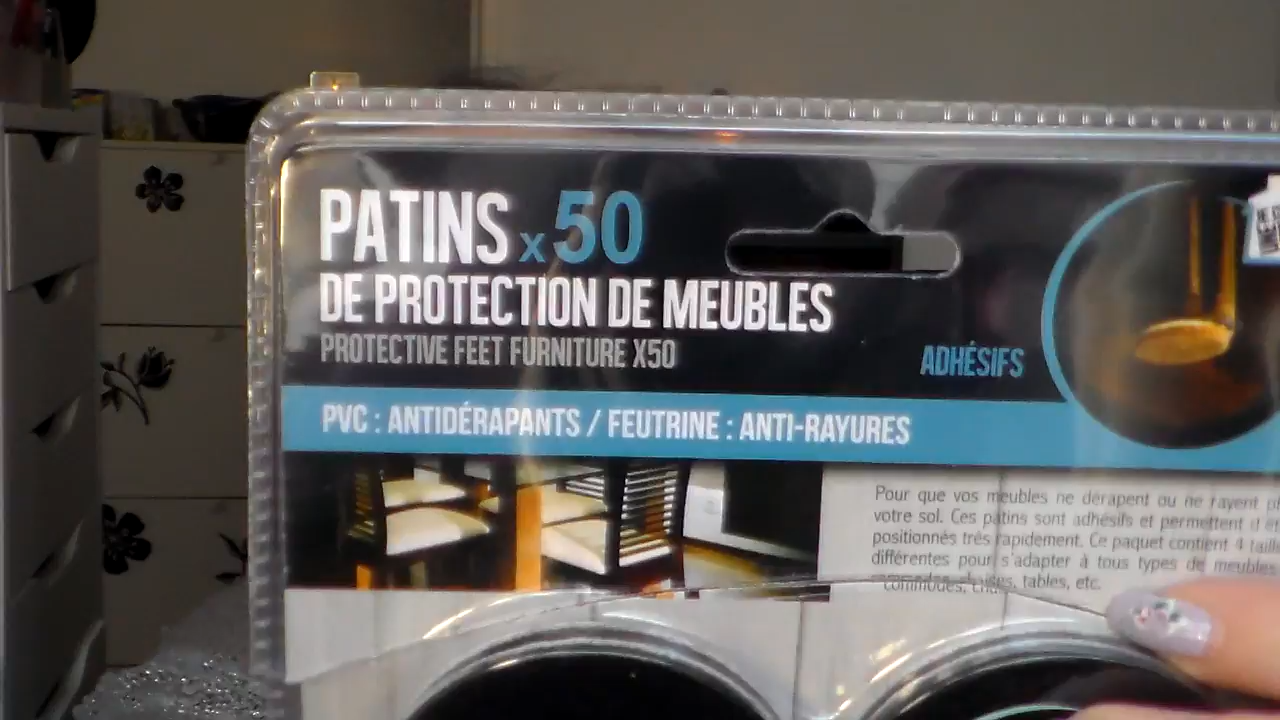 PATINS x50
DE PROTECTION DE MEUBLES
PROTECTIVE FEET FURNITURE X50
ADHÉSIFS
PVC : ANTIDÉRAPANTS / FEUTRINE : ANTI-RAYURES
Pour que vos meubles ne dérapent ou ne rayent
votre sol. Ces patins sont adhésifs et permettent
positionnés très rapidement. Ce paquet contient 4
différentes pour s'adapter à tous types de meubles
commodes, chaises, tables, etc.